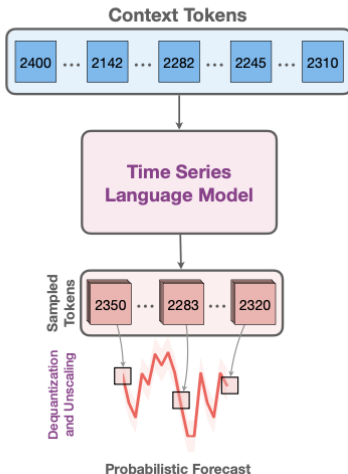 Context Tokens
2400 ... 2142 ... 2282 ... 2245 ... 2310
Time Series
Language Model
Sampled
Tokens
2350 ... 2283 ... 2320
Dequantization
and Unscaling
Probabilistic Forecast